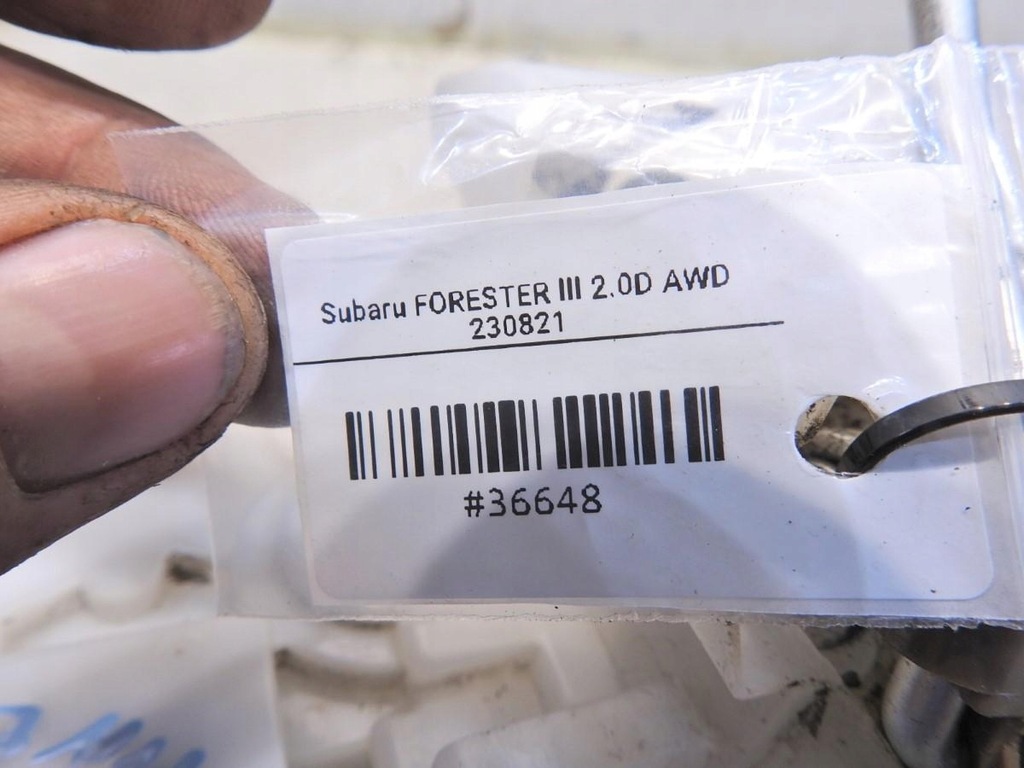 Subaru FORESTER III 2.0D AWD
230821
#36648